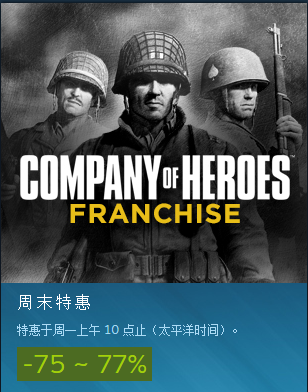 COMPANY OF HEROES
FRANCHISE
周末特惠
特惠于周一上午 10 点止（太平洋时间）。
-75 ~ 77%